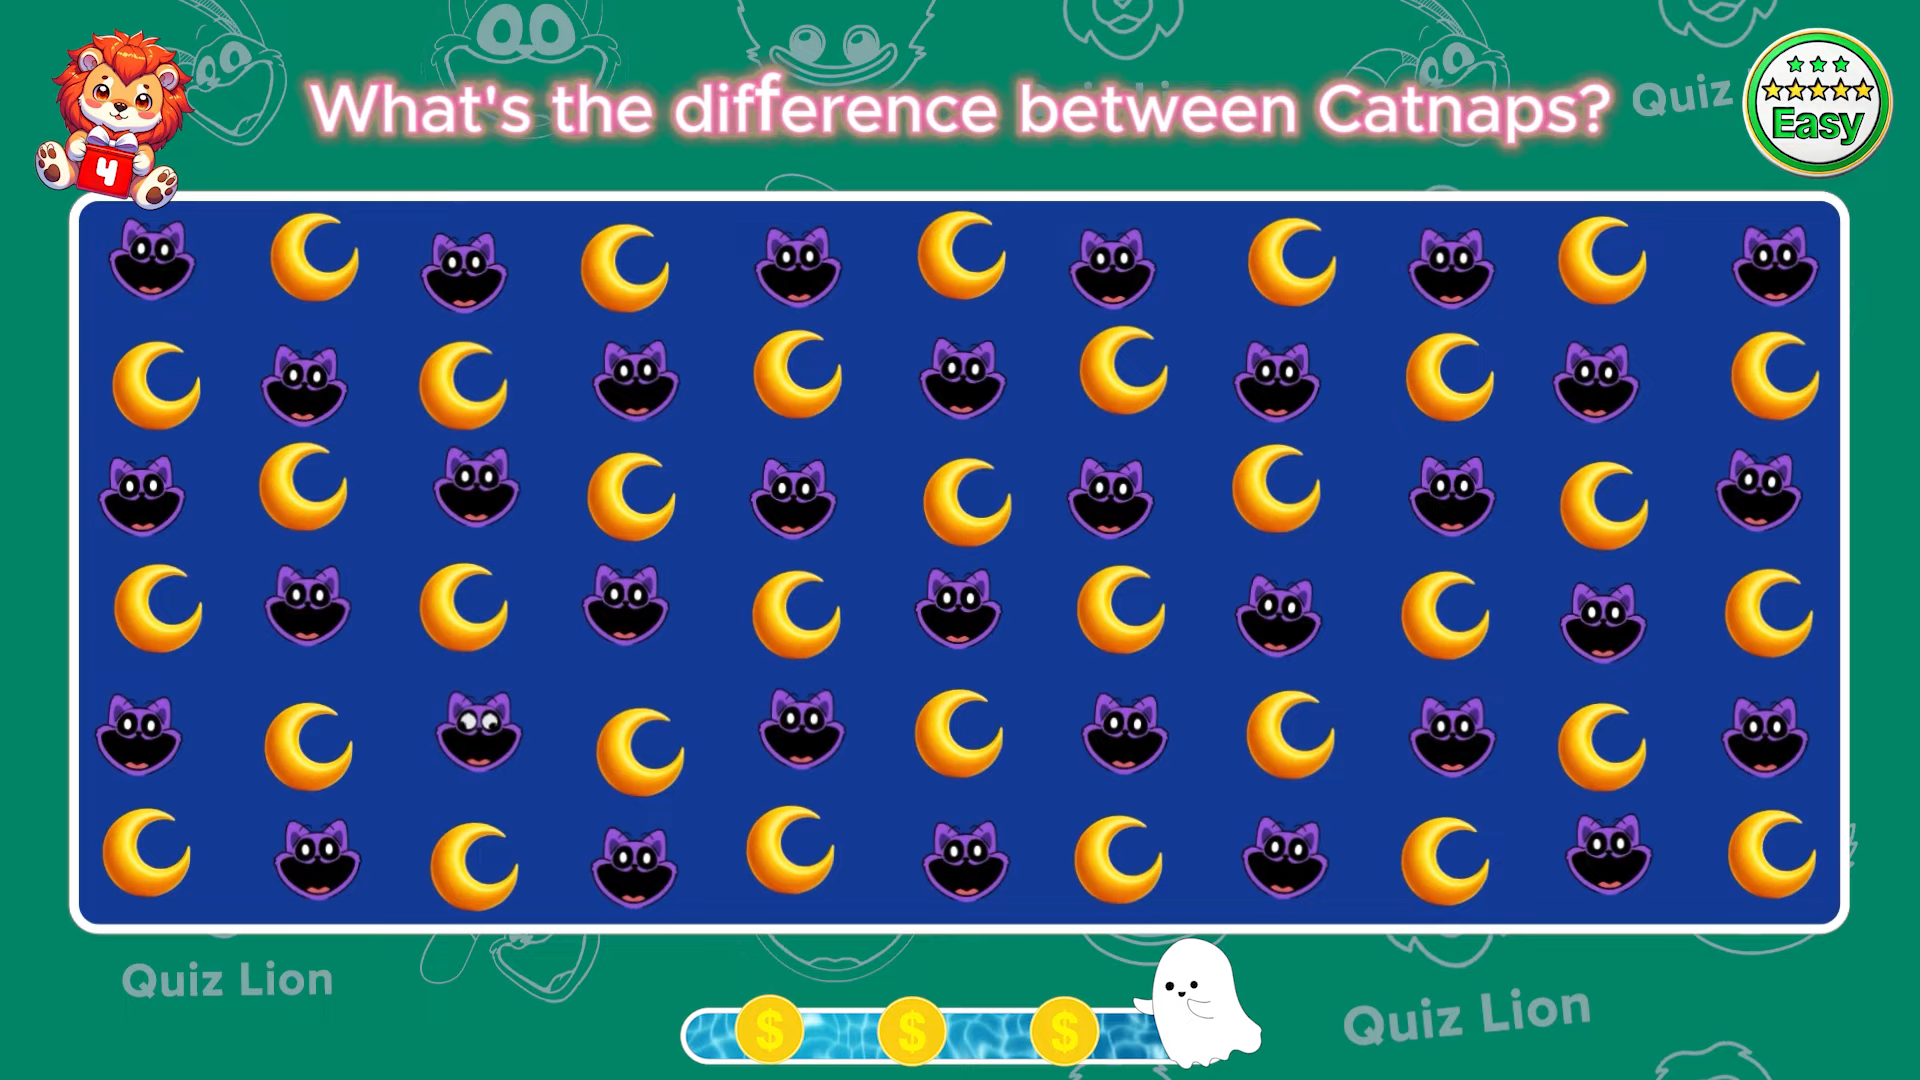 What's the difference between Catnaps?
Quiz
Easy
4
Quiz Lion
$ $ $
Quiz Lion